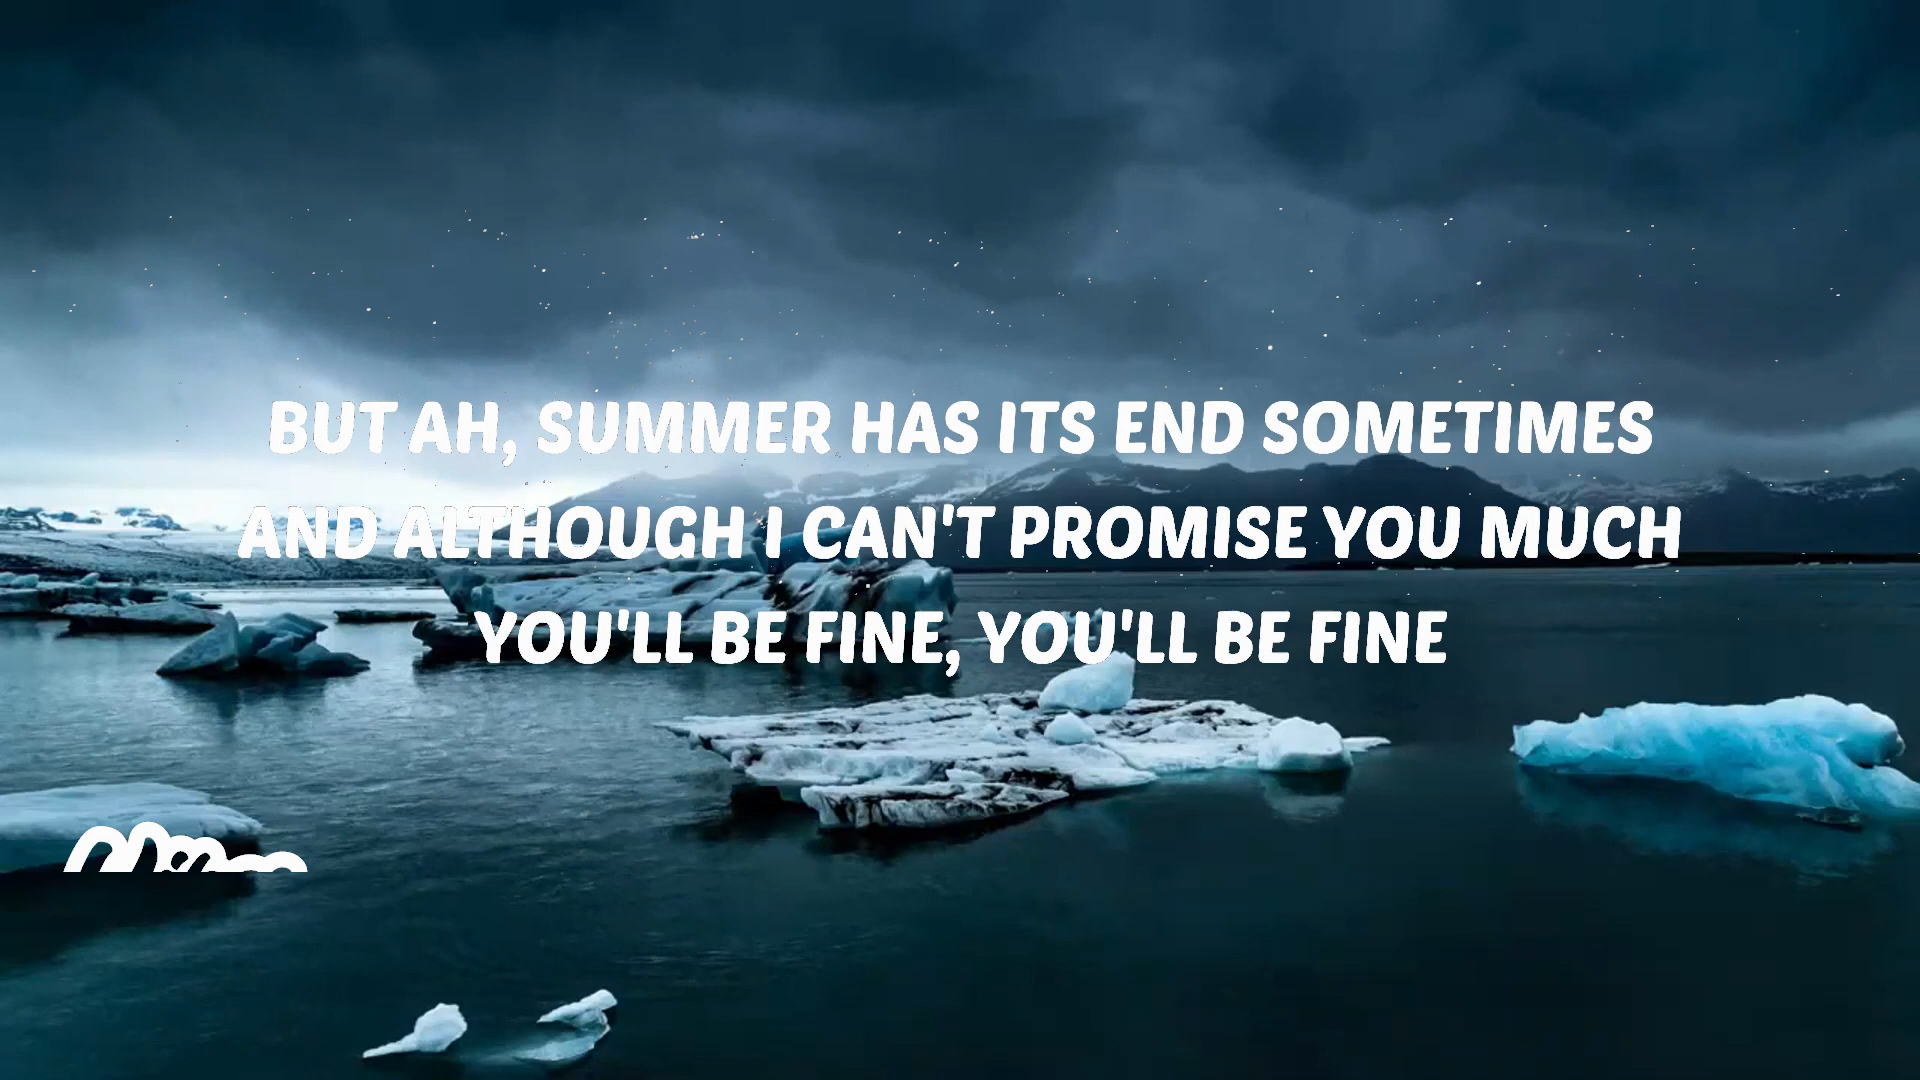 BUT AH, SUMMER HAS ITS END SOMETIMES
AND ALTHOUGH I CAN'T PROMISE YOU MUCH
YOU'LL BE FINE, YOU'LL BE FINE